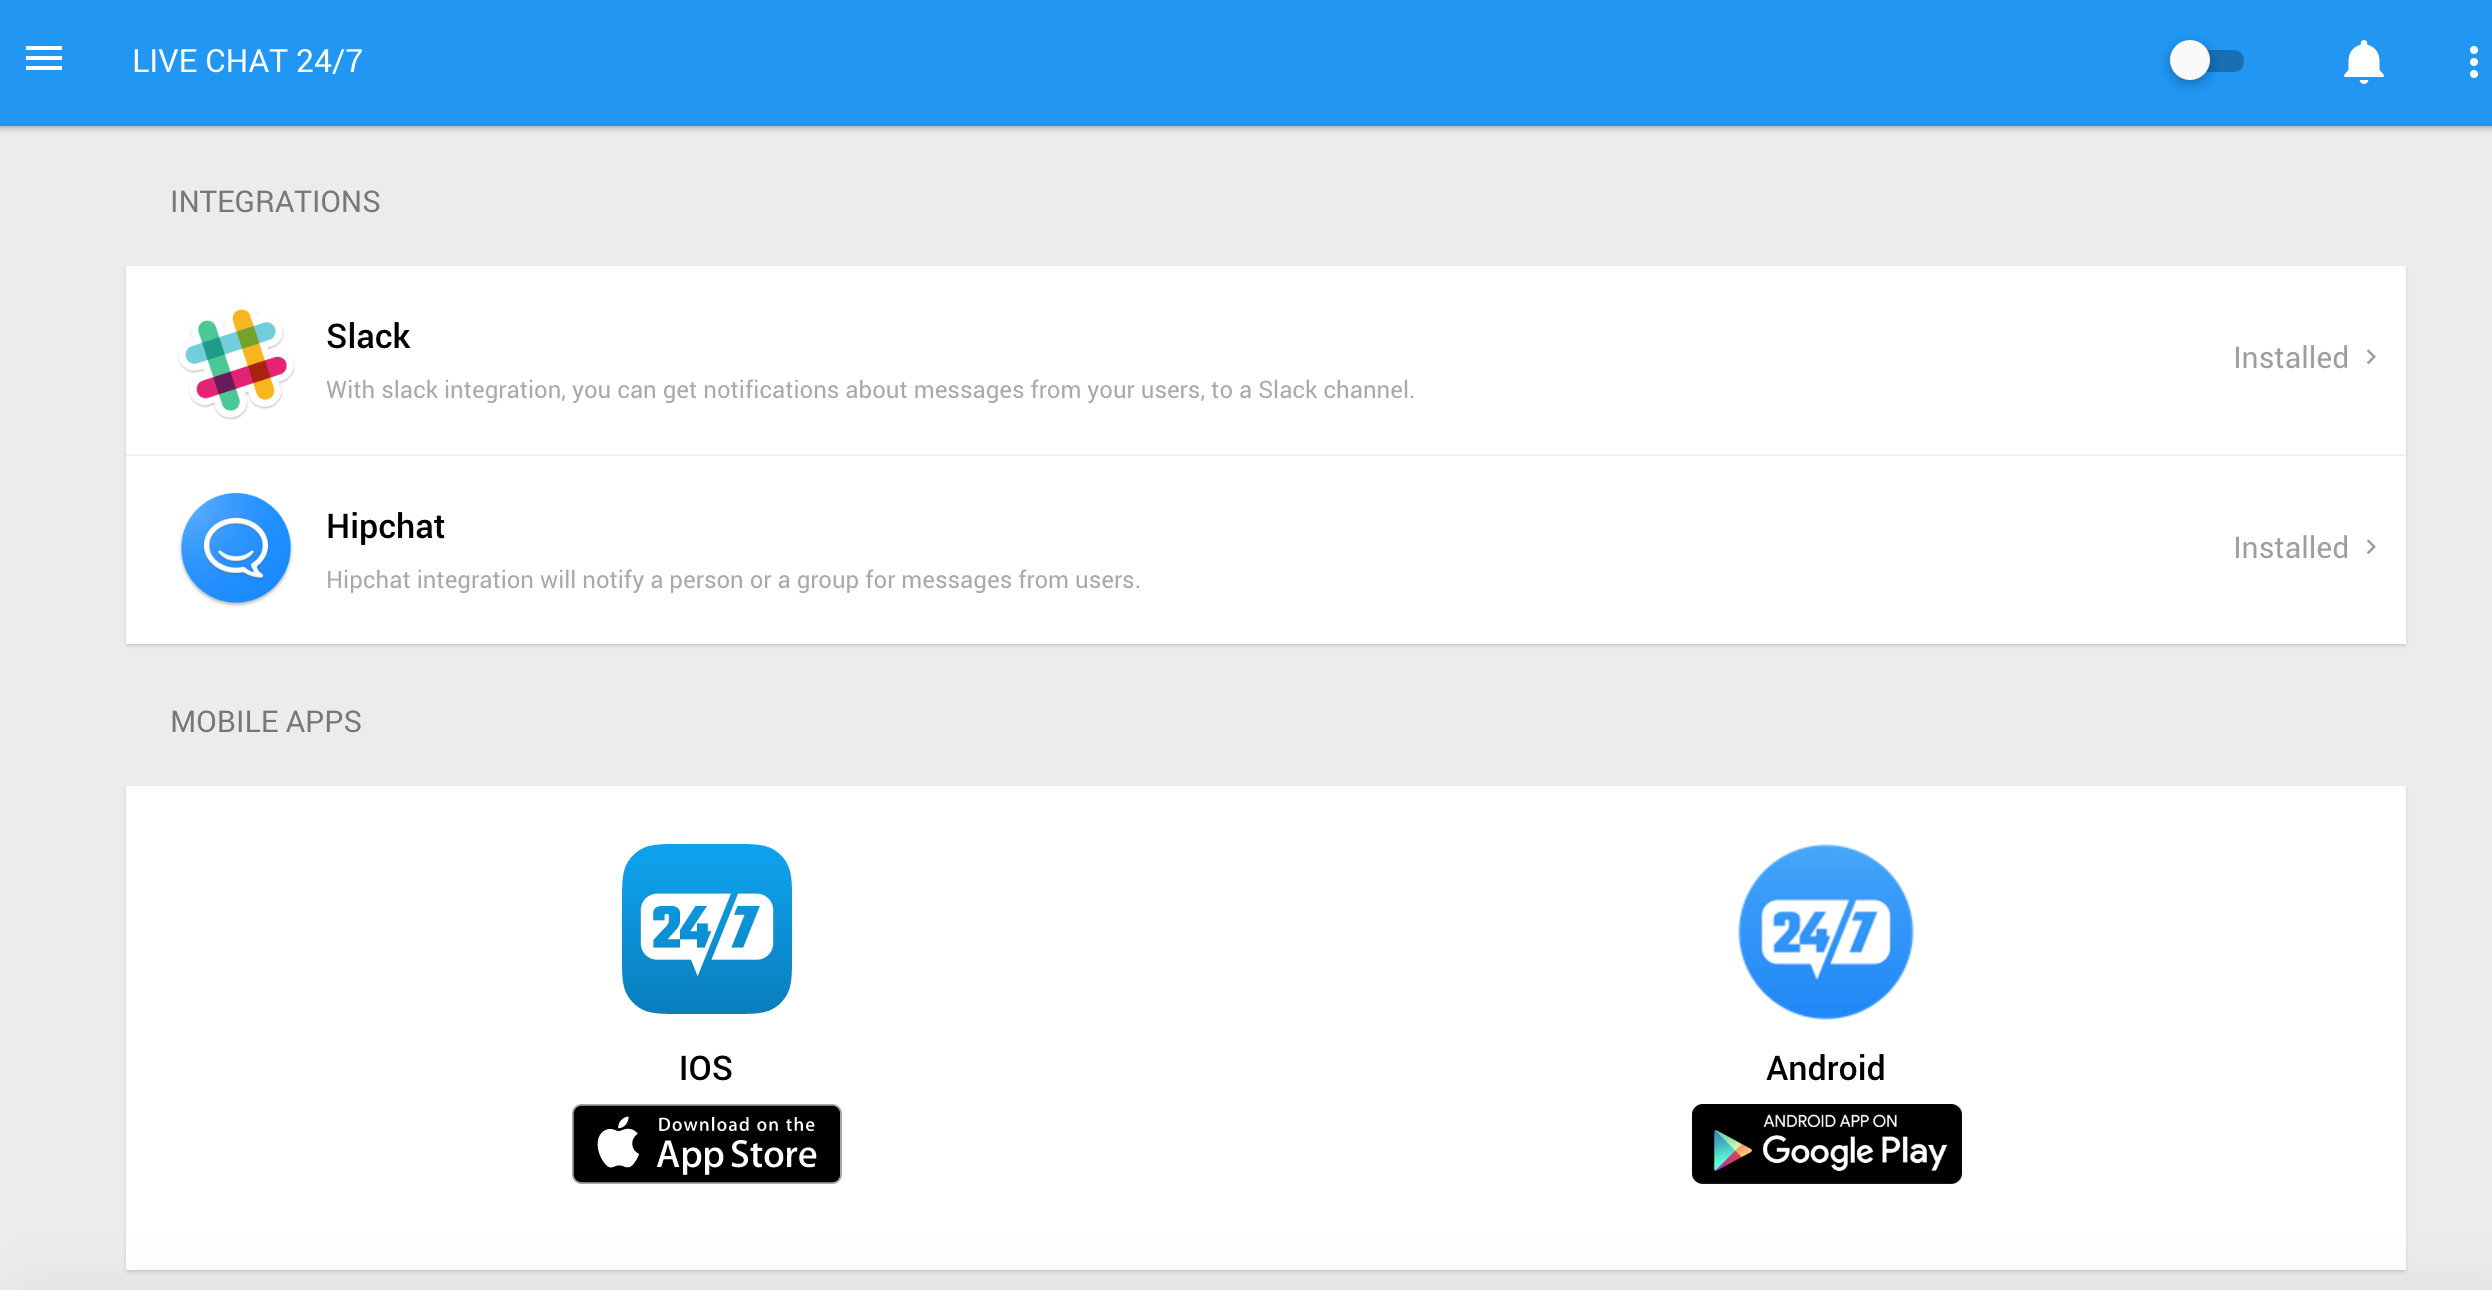 LIVE CHAT 24/7
INTEGRATIONS
Slack
With slack integration, you can get notifications about messages from your users, to a Slack channel.
Installed
Hipchat
Hipchat integration will notify a person or a group for messages from users.
Installed
MOBILE APPS
24/7
24/7
IOS
Android
Download on the
App Store
ANDROID APP ON
Google Play